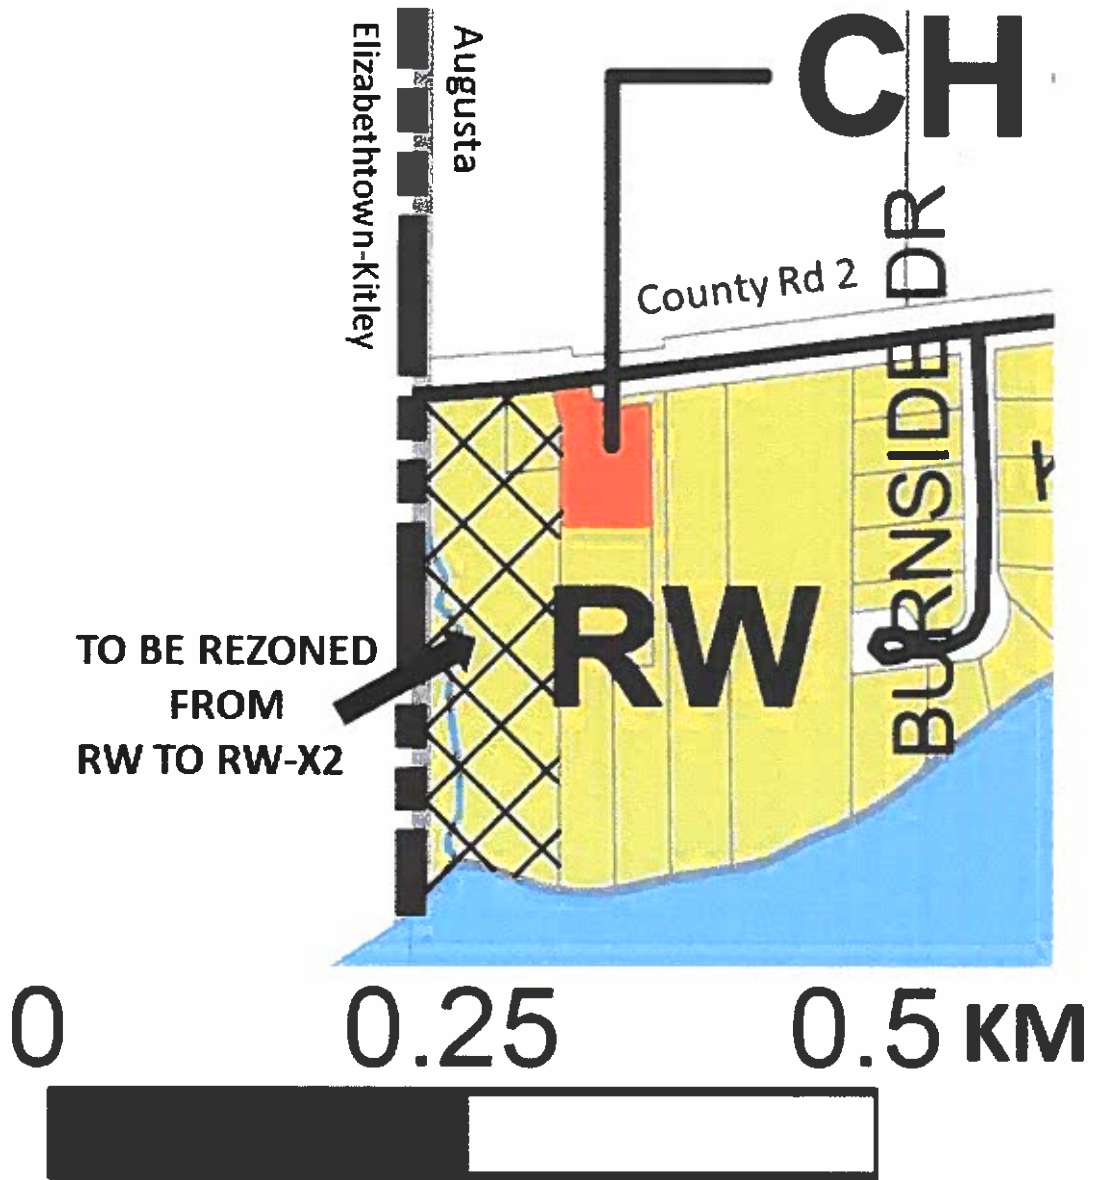 CH
Augusta
Elizabethtown-Kitley
County Rd 2
BURNSIDE DR
RW
TO BE REZONED
FROM
RW TO RW-X2
0 0.25 0.5 KM